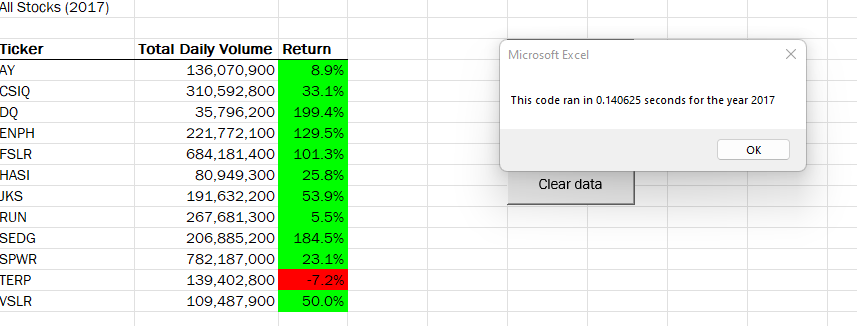 All Stocks (2017)
Ticker Total Daily Volume Return
AY 136,070,900 8.9%
CSIQ 310,592,800 33.1%
DQ 35,796,200 199.4%
ENPH 221,772,100 129.5%
FSLR 684,181,400 101.3%
HASI 80,949,300 25.8%
JKS 191,632,200 53.9%
RUN 267,681,300 5.5%
SEDG 206,885,200 184.5%
SPWR 782,187,000 23.1%
TERP 139,402,800 -7.2%
VSLR 109,487,900 50.0%
Microsoft Excel
This code ran in 0.140625 seconds for the year 2017
OK
Clear data